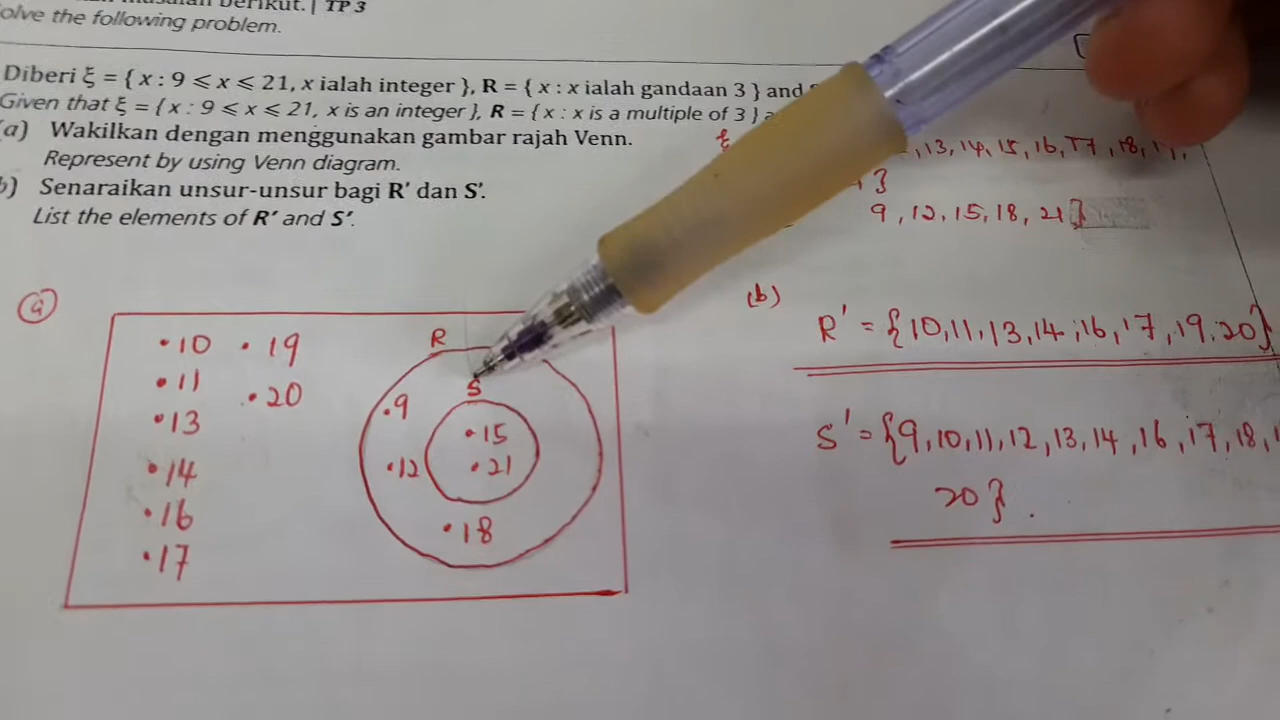 berikut. | TP 3
olve the following problem.
Diberi ξ = { x : 9 ⩽ x ⩽ 21, x ialah integer }, R = { x : x ialah gandaan 3 } and
Given that ξ = { x : 9 ⩽ x ⩽ 21, x is an integer }, R = { x : x is a multiple of 3 }
(a) Wakilkan dengan menggunakan gambar rajah Venn.
Represent by using Venn diagram.
b) Senaraikan unsur-unsur bagi R′ dan S′.
List the elements of R′ and S′.
ξ
, 13, 14, 15, 16, 17, 18,
}
9, 12, 15, 18, 21}
(a)
R
S
.10 .19
.11 .20
.13
.14
.16
.17
.9
.12
.15
.21
.18
(b)
R' = {10, 11, 13, 14, 16, 17, 19, 20}
S' = {9, 10, 11, 12, 13, 14, 16, 17, 18,
20}.